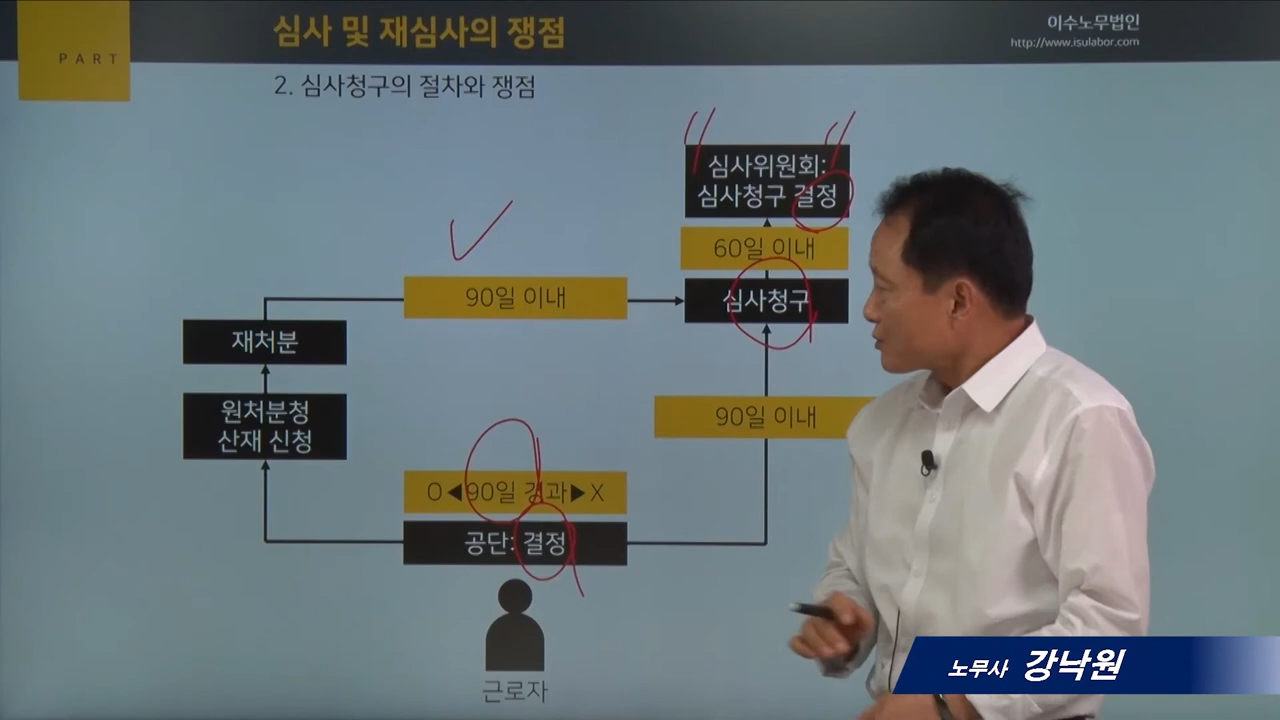 PART
심사 및 재심사의 쟁점
이수노무법인
http://www.isulabor.com
2. 심사청구의 절차와 쟁점
심사위원회:
심사청구 결정
60일 이내
90일 이내
심사청구
재처분
원처분청
산재 신청
90일 이내
O◀90일 경과▶X
공단: 결정
근로자
노무사 강낙원